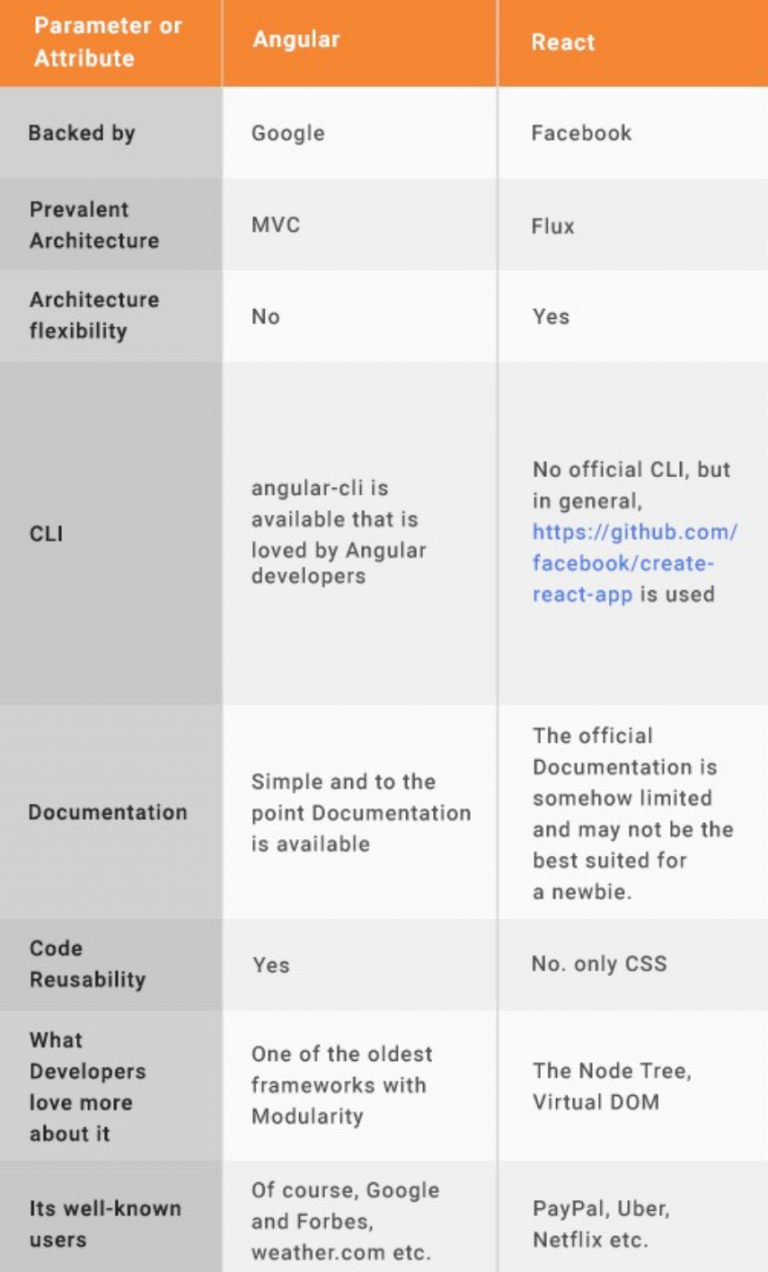 Parameter or
Attribute
Angular
React
Backed by
Google
Facebook
Prevalent
Architecture
MVC
Flux
Architecture
flexibility
No
Yes
CLI
angular-cli is
available that is
loved by Angular
developers
No official CLI, but
in general,
https://github.com/
facebook/create-
react-app is used
Documentation
Simple and to the
point Documentation
is available
The official
Documentation is
somehow limited
and may not be the
best suited for
a newbie.
Code
Reusability
Yes
No. only CSS
What
Developers
love more
about it
One of the oldest
frameworks with
Modularity
The Node Tree,
Virtual DOM
Its well-known
users
Of course, Google
and Forbes,
weather.com etc.
PayPal, Uber,
Netflix etc.